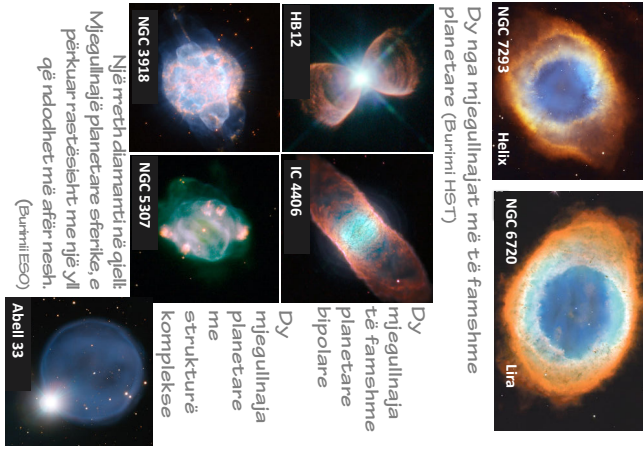 NGC 7293
Helix
NGC 6720
Lira
Dy nga mjegullnajat më të famshme
planetare (Burimi HST)
HB12
IC 4406
Dy
mjegullnaja
të famshme
planetare
bipolare
NGC 3918
NGC 5307
Dy
mjegullnaja
planetare
me
strukturë
komplekse
Një rreth diamanti në qiell:
Mjegullnajë planetare sferike, e
përkuar rastësisht me një yll
që ndodhet më afër nesh.
(Burimi ESO)
Abell 33